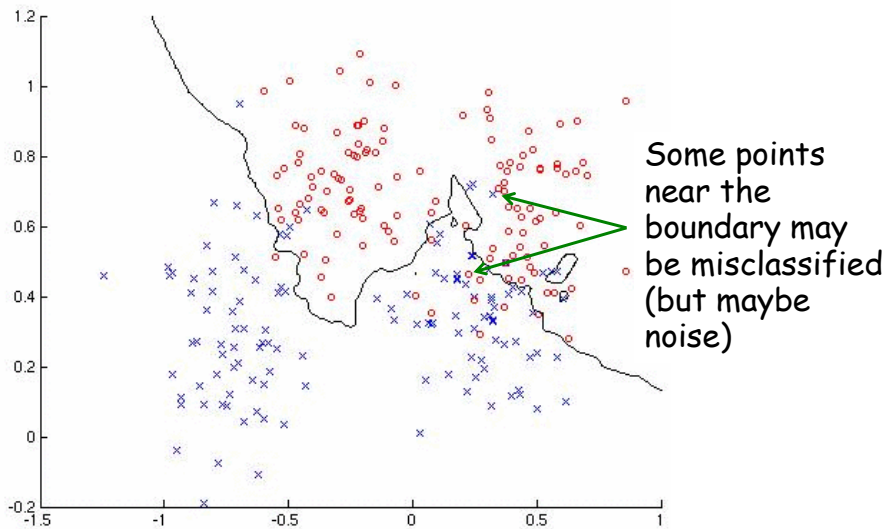 1.2
1
0.8
0.6
0.4
0.2
0
-0.2
-1.5
-1
-0.5
0
0.5
1
Some points
near the
boundary may
be misclassified
(but maybe
noise)